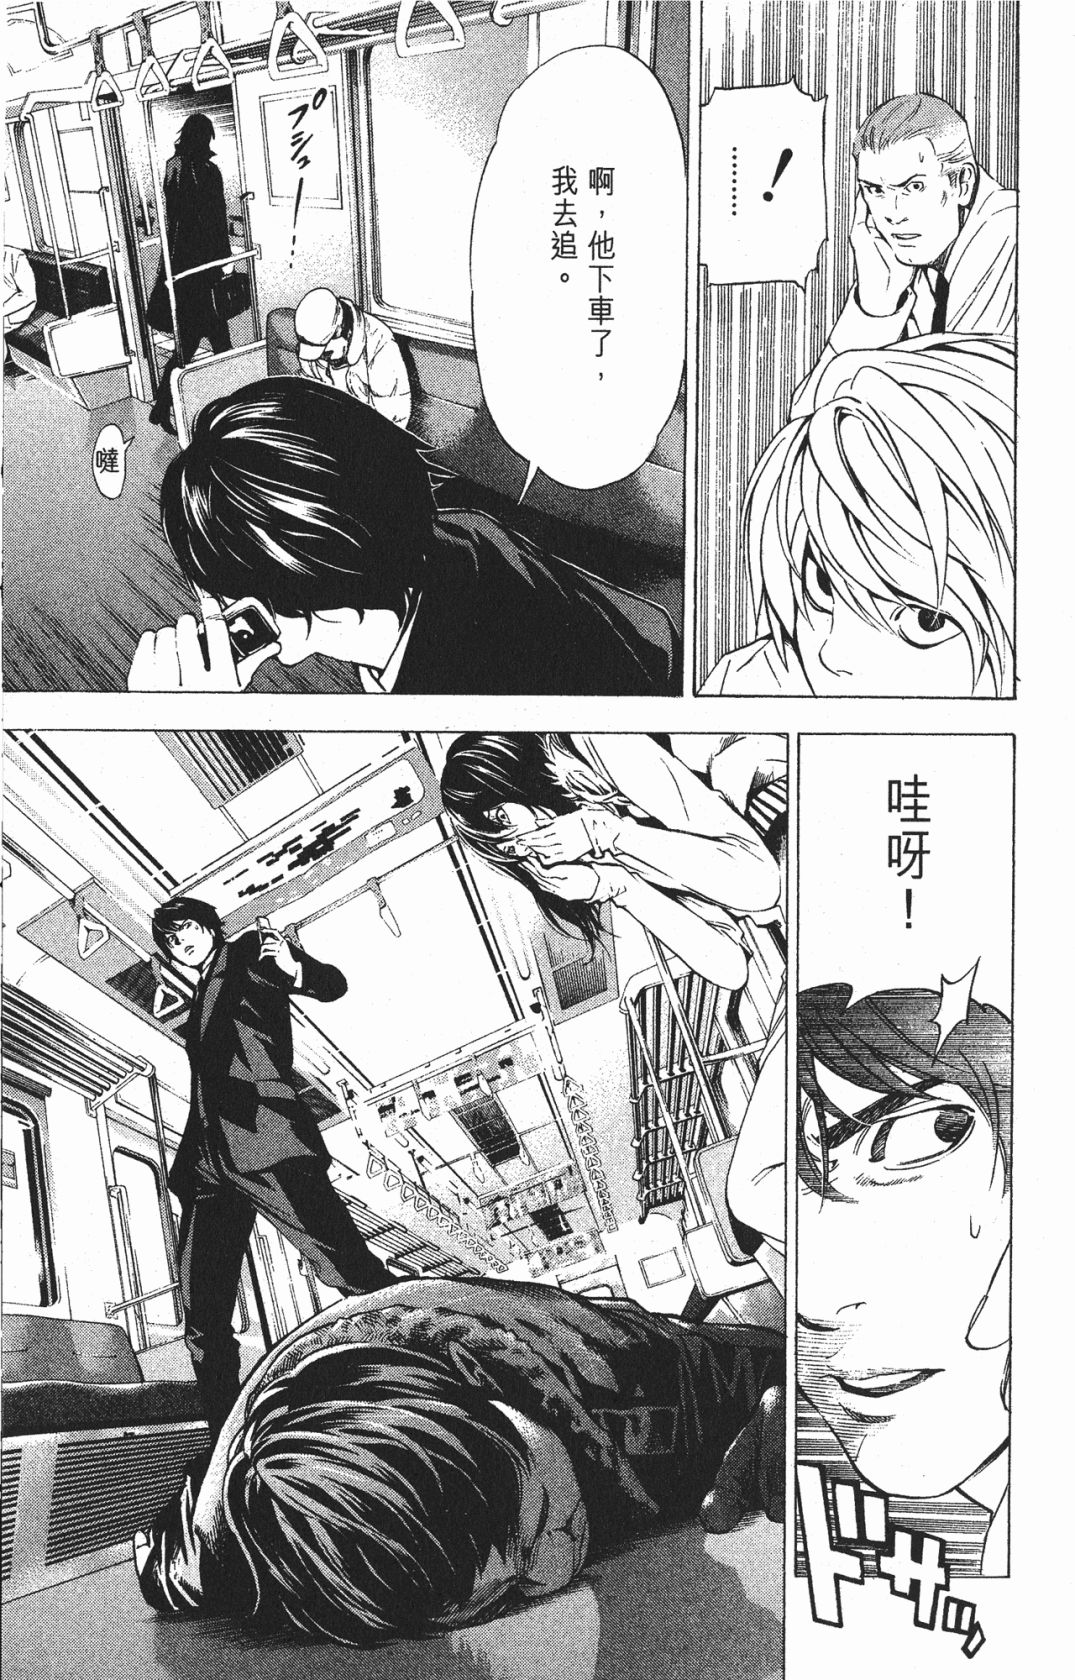 ……！
啊，他下車了，
我去追。
プシュー…
噠
哇呀！
ドサッ